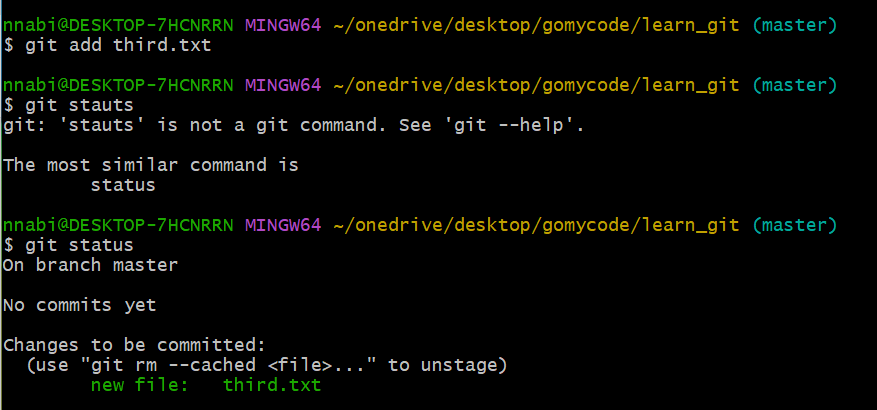 nnabi@DESKTOP-7HCNRRN MINGW64 ~/onedrive/desktop/gomycode/learn_git (master)
$ git add third.txt
nnabi@DESKTOP-7HCNRRN MINGW64 ~/onedrive/desktop/gomycode/learn_git (master)
$ git stauts
git: 'stauts' is not a git command. See 'git --help'.
The most similar command is
status
nnabi@DESKTOP-7HCNRRN MINGW64 ~/onedrive/desktop/gomycode/learn_git (master)
$ git status
On branch master
No commits yet
Changes to be committed:
(use "git rm --cached <file>..." to unstage)
new file:   third.txt